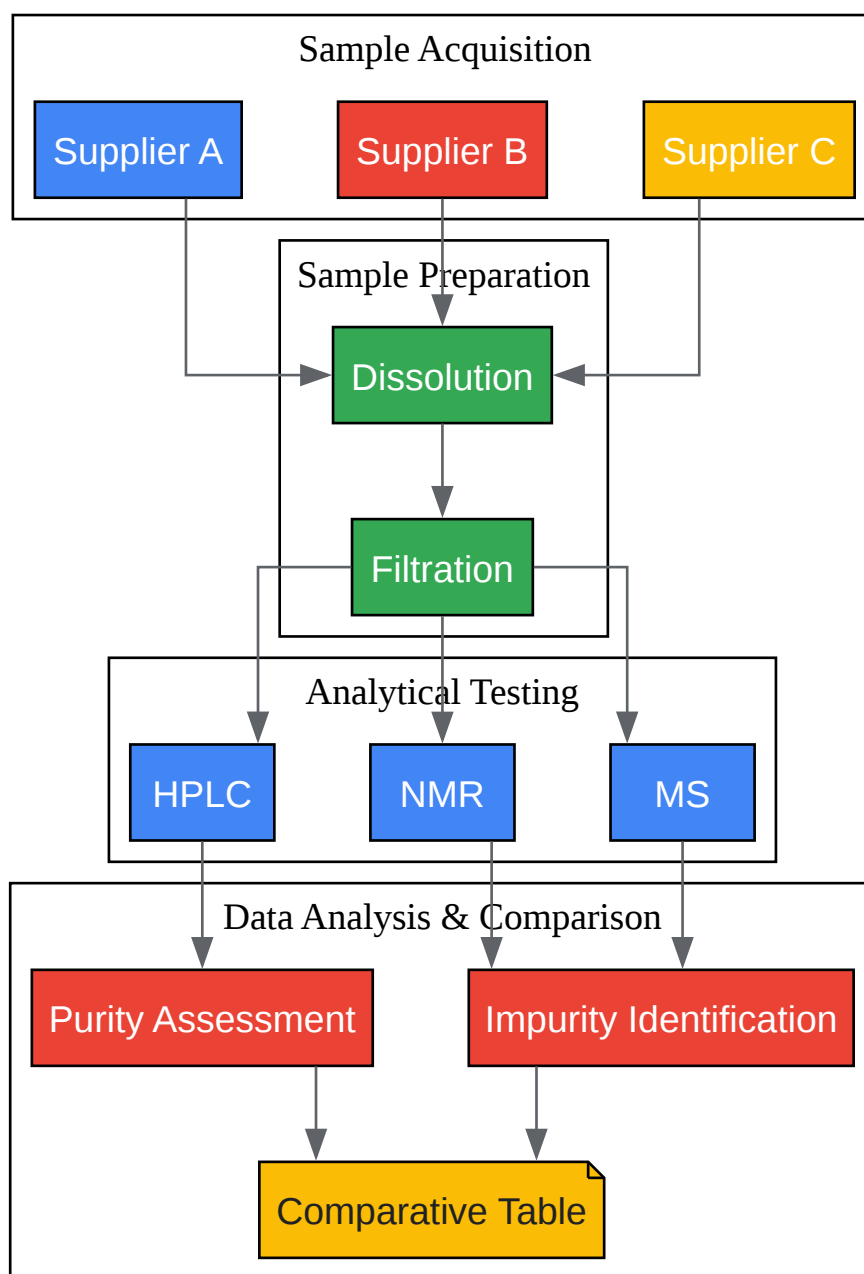 Sample Acquisition
Supplier A
Supplier B
Supplier C
Sample Preparation
Dissolution
Filtration
Analytical Testing
HPLC
NMR
MS
Data Analysis & Comparison
Purity Assessment
Impurity Identification
Comparative Table